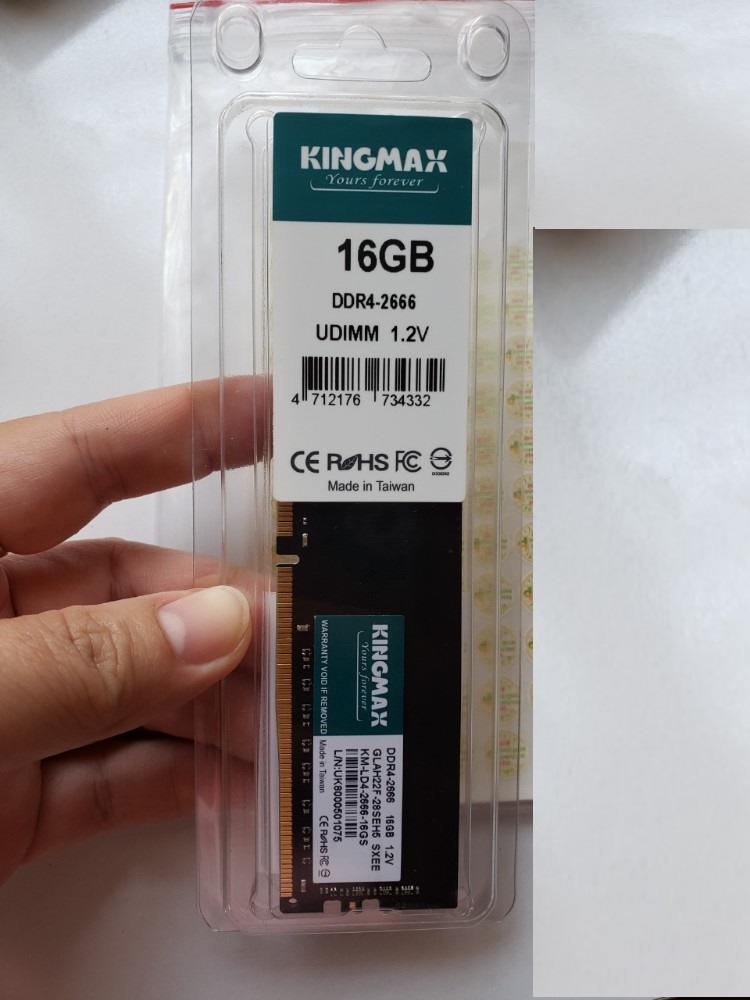 KINGMAX
Yours forever
16GB
DDR4-2666
UDIMM 1.2V
4 712176 734332
CE RoHS FC
Made in Taiwan
KINGMAX
Yours forever
WARRANTY VOID IF REMOVED
DDR4-2666 16GB 1.2V
GLAH22F-28SEH5 SXEE
KM-LD4-2666-16GS
L/N:UK8000501075
Made in Taiwan
CE RoHS FC